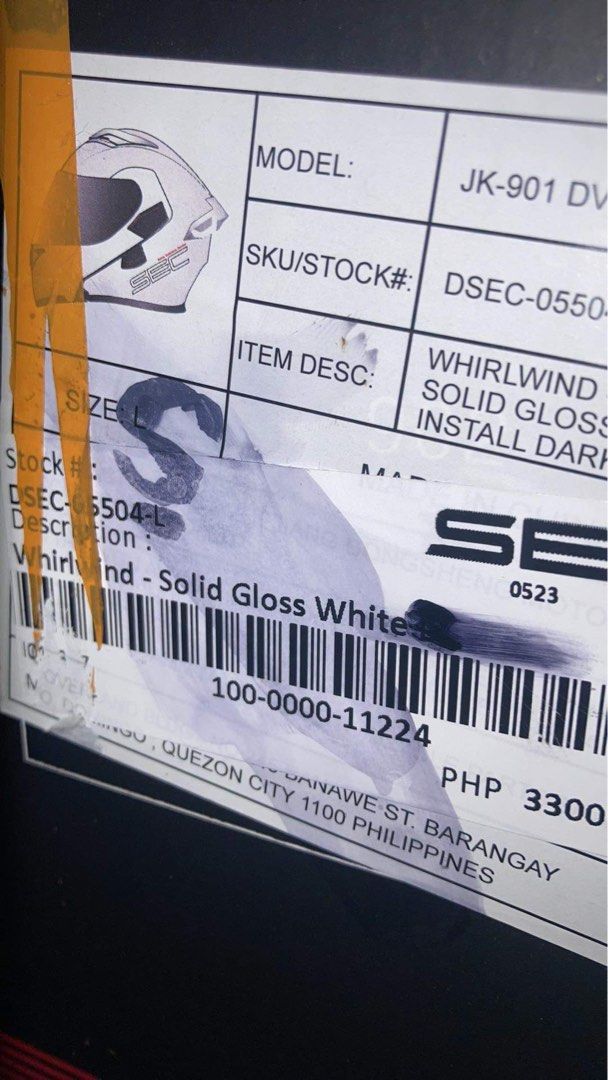 MODEL:
JK-901 DV
SKU/STOCK#:
DSEC-0550
ITEM DESC:
WHIRLWIND
SOLID GLOSS
INSTALL DARK
SEC
SIZE: L
S
Stock # :
DSEC-05504-L
Description :
Whirlwind - Solid Gloss White
SE
0523
100-0000-11224
PHP 3300
BANAWE ST. BARANGAY
QUEZON CITY 1100 PHILIPPINES